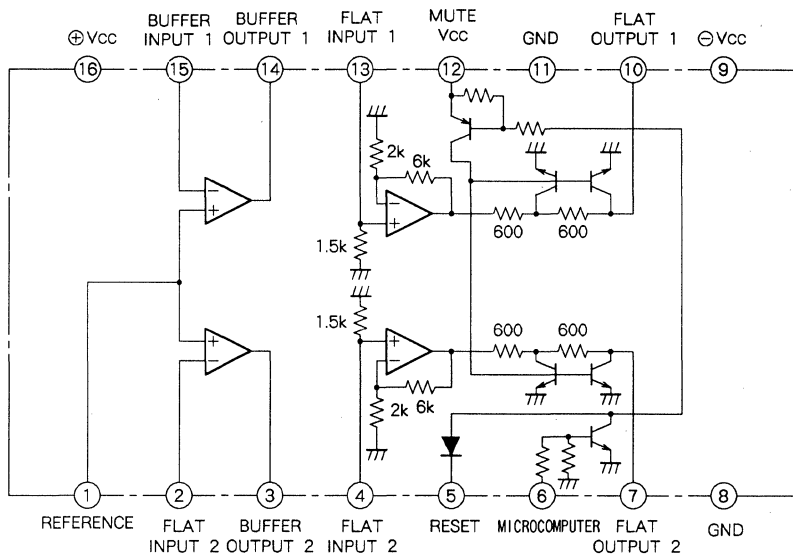 ⊕Vcc
BUFFER
INPUT 1
BUFFER
OUTPUT 1
FLAT
INPUT 1
MUTE
Vcc
GND
FLAT
OUTPUT 1
⊖Vcc
16
15
14
13
12
11
10
9
2k
6k
1.5k
600
600
1.5k
600
600
2k
6k
1
2
3
4
5
6
7
8
REFERENCE
FLAT
INPUT 2
BUFFER
OUTPUT 2
FLAT
INPUT 2
RESET
MICROCOMPUTER
FLAT
OUTPUT 2
GND